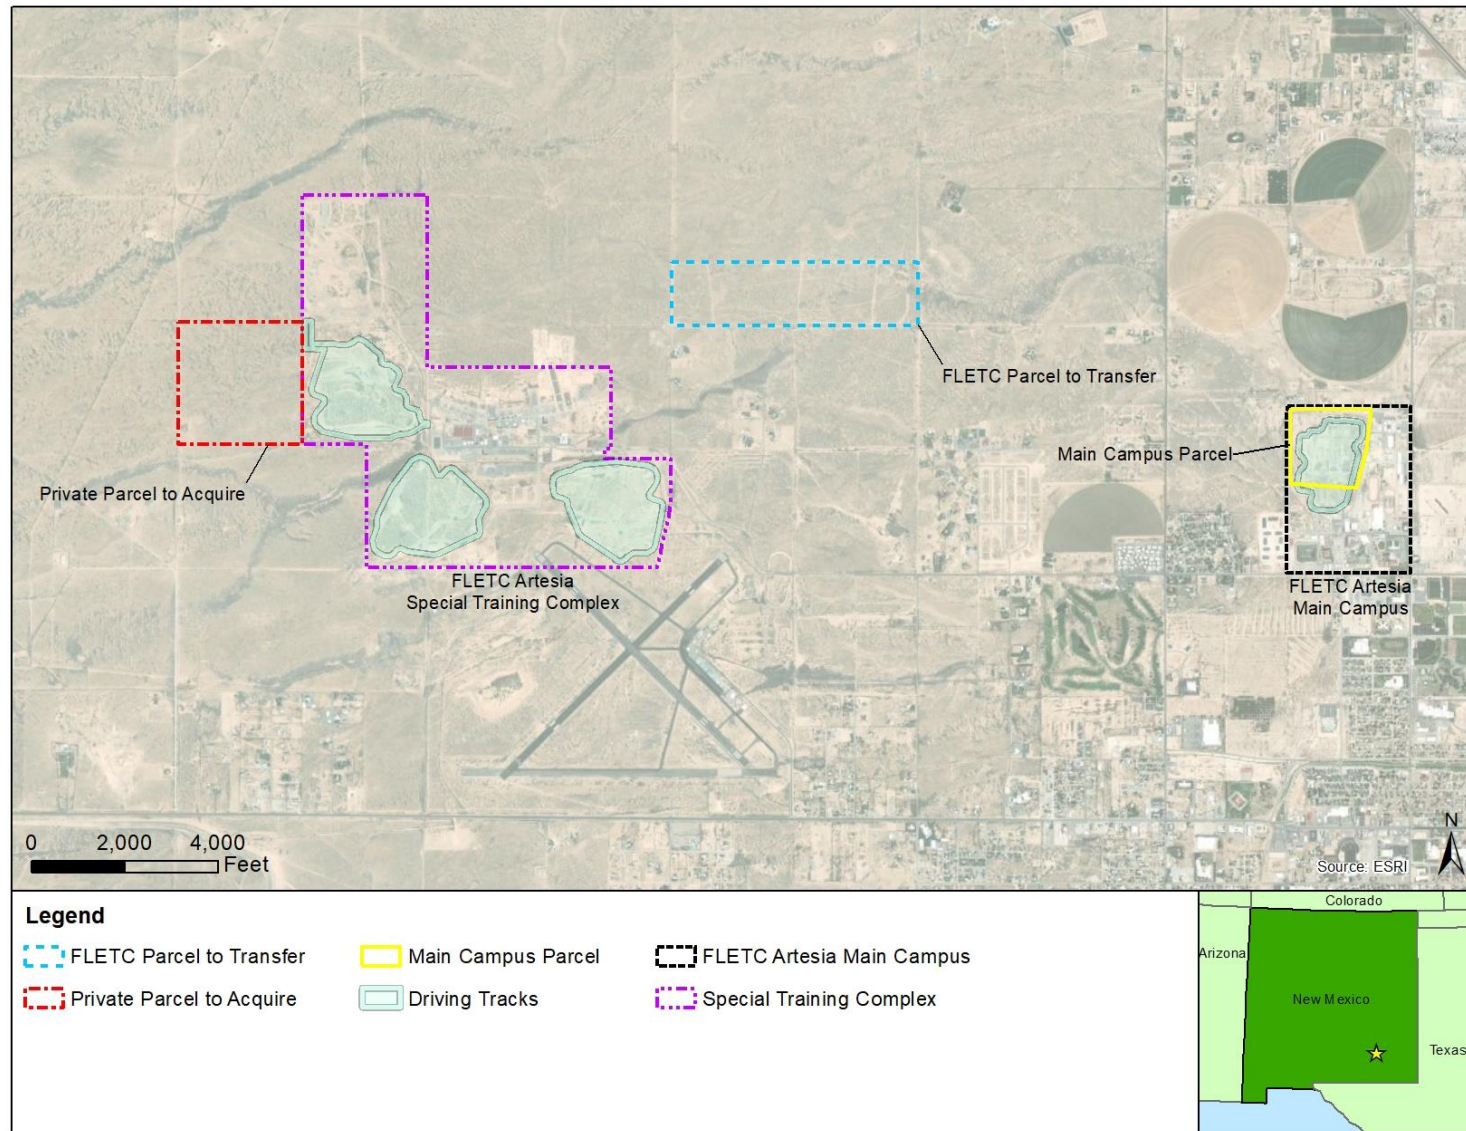 FLETC Parcel to Transfer
Main Campus Parcel
Private Parcel to Acquire
FLETC Artesia
Special Training Complex
FLETC Artesia
Main Campus
0 2,000 4,000
Feet
N
Source: ESRI
Legend
FLETC Parcel to Transfer
Main Campus Parcel
FLETC Artesia Main Campus
Private Parcel to Acquire
Driving Tracks
Special Training Complex
Colorado
Arizona
New Mexico
Texas